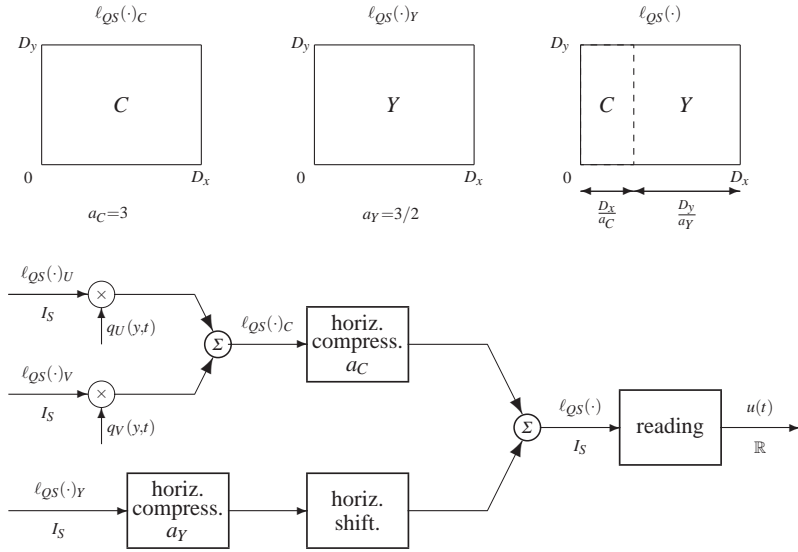 ℓ_QS(·)_C ℓ_QS(·)_Y ℓ_QS(·)
D_y D_y D_y
C Y C Y
0 D_x 0 D_x 0 D_x
a_C=3 a_Y=3/2 D_x/a_C D_y/a_Y
ℓ_QS(·)_U
×
I_S
q_U(y,t)
ℓ_QS(·)_C
Σ
horiz.
compress.
a_C
ℓ_QS(·)_V
×
I_S
q_V(y,t)
ℓ_QS(·)_Y
I_S
horiz.
compress.
a_Y
horiz.
shift.
Σ
ℓ_QS(·)
I_S
reading
u(t)
ℝ